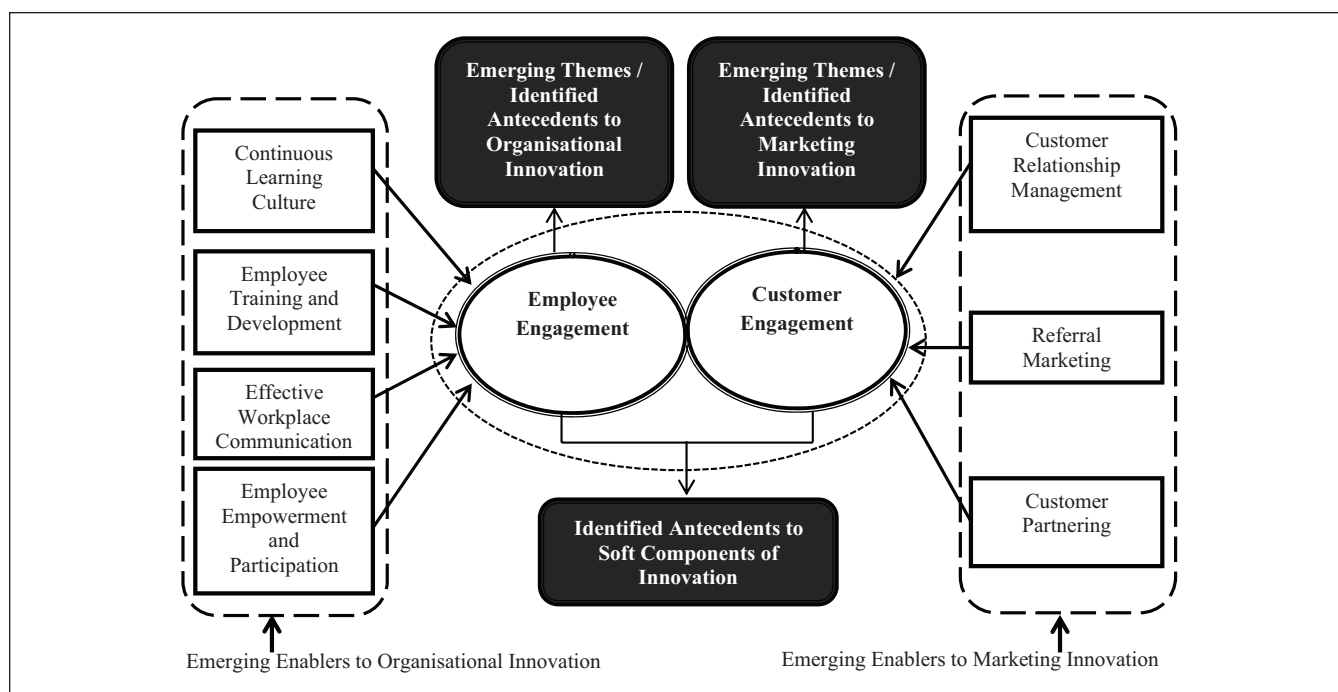 Emerging Themes /
Identified
Antecedents to
Organisational
Innovation
Emerging Themes /
Identified
Antecedents to
Marketing
Innovation
Continuous
Learning
Culture
Employee
Training and
Development
Effective
Workplace
Communication
Employee
Empowerment
and
Participation
Employee
Engagement
Customer
Engagement
Customer
Relationship
Management
Referral
Marketing
Customer
Partnering
Identified Antecedents to
Soft Components of
Innovation
Emerging Enablers to Organisational Innovation
Emerging Enablers to Marketing Innovation